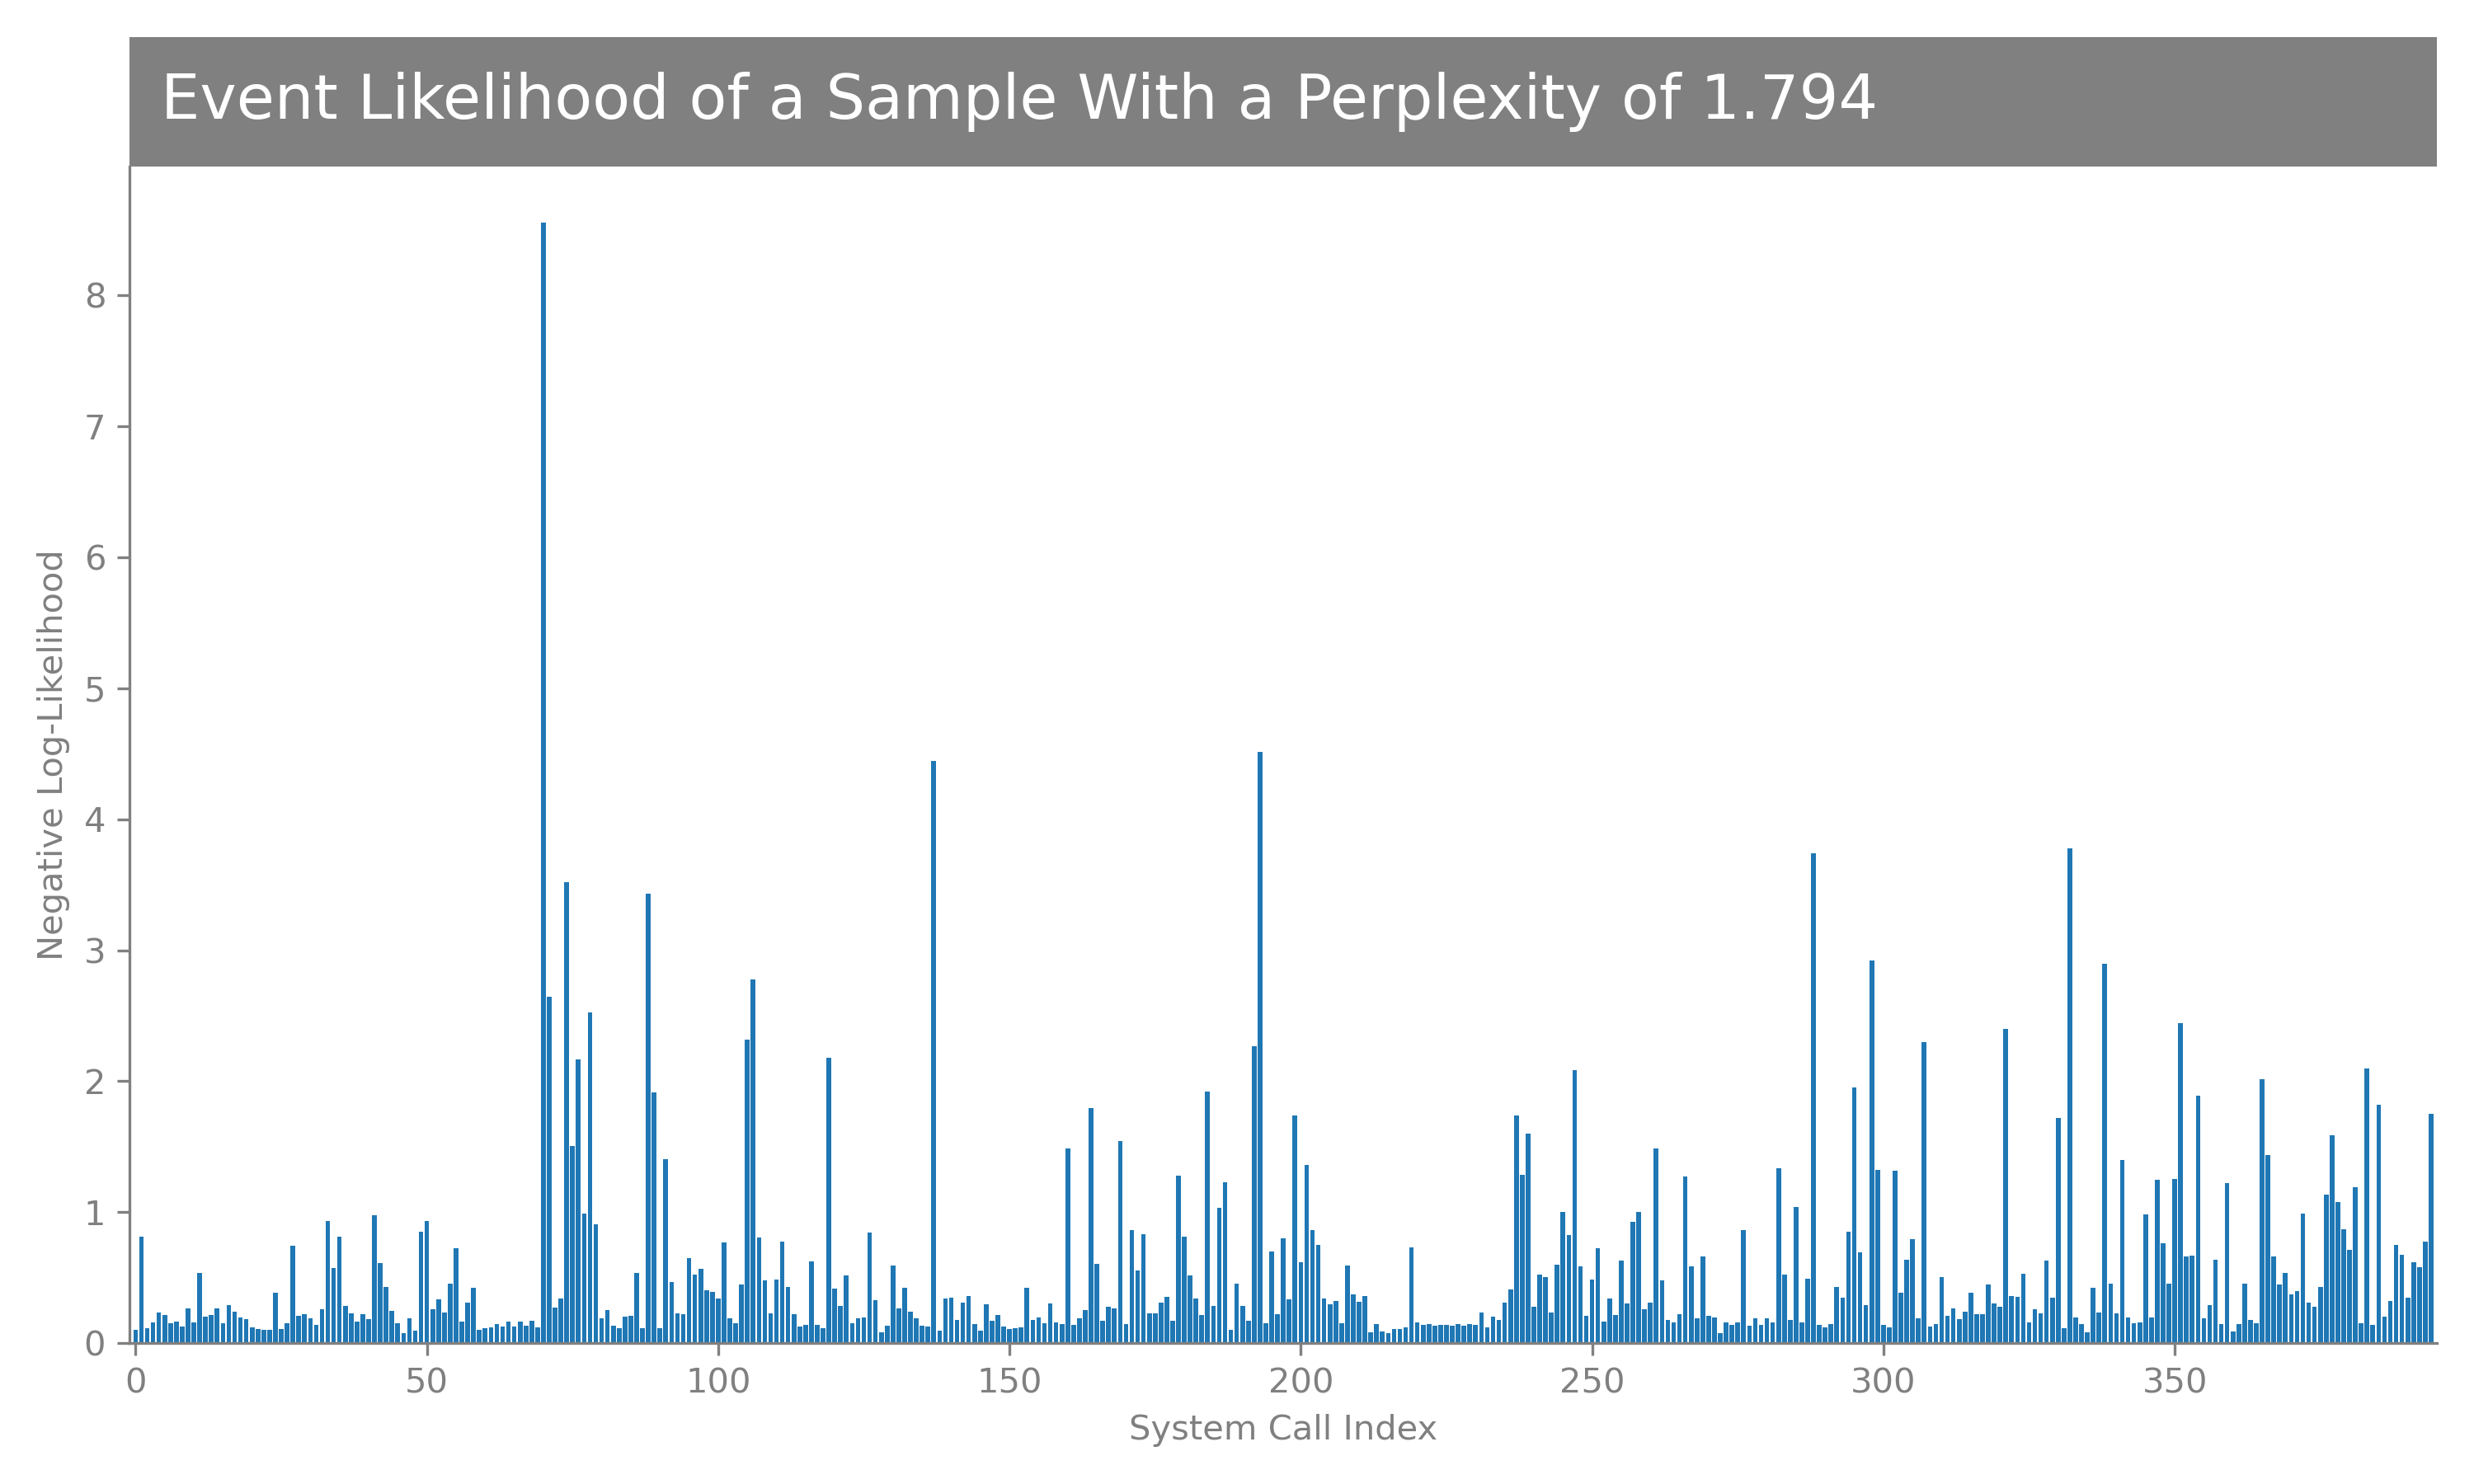 Event Likelihood of a Sample With a Perplexity of 1.794
8
7
6
5
4
3
2
1
0
Negative Log-Likelihood
0 50 100 150 200 250 300 350
System Call Index